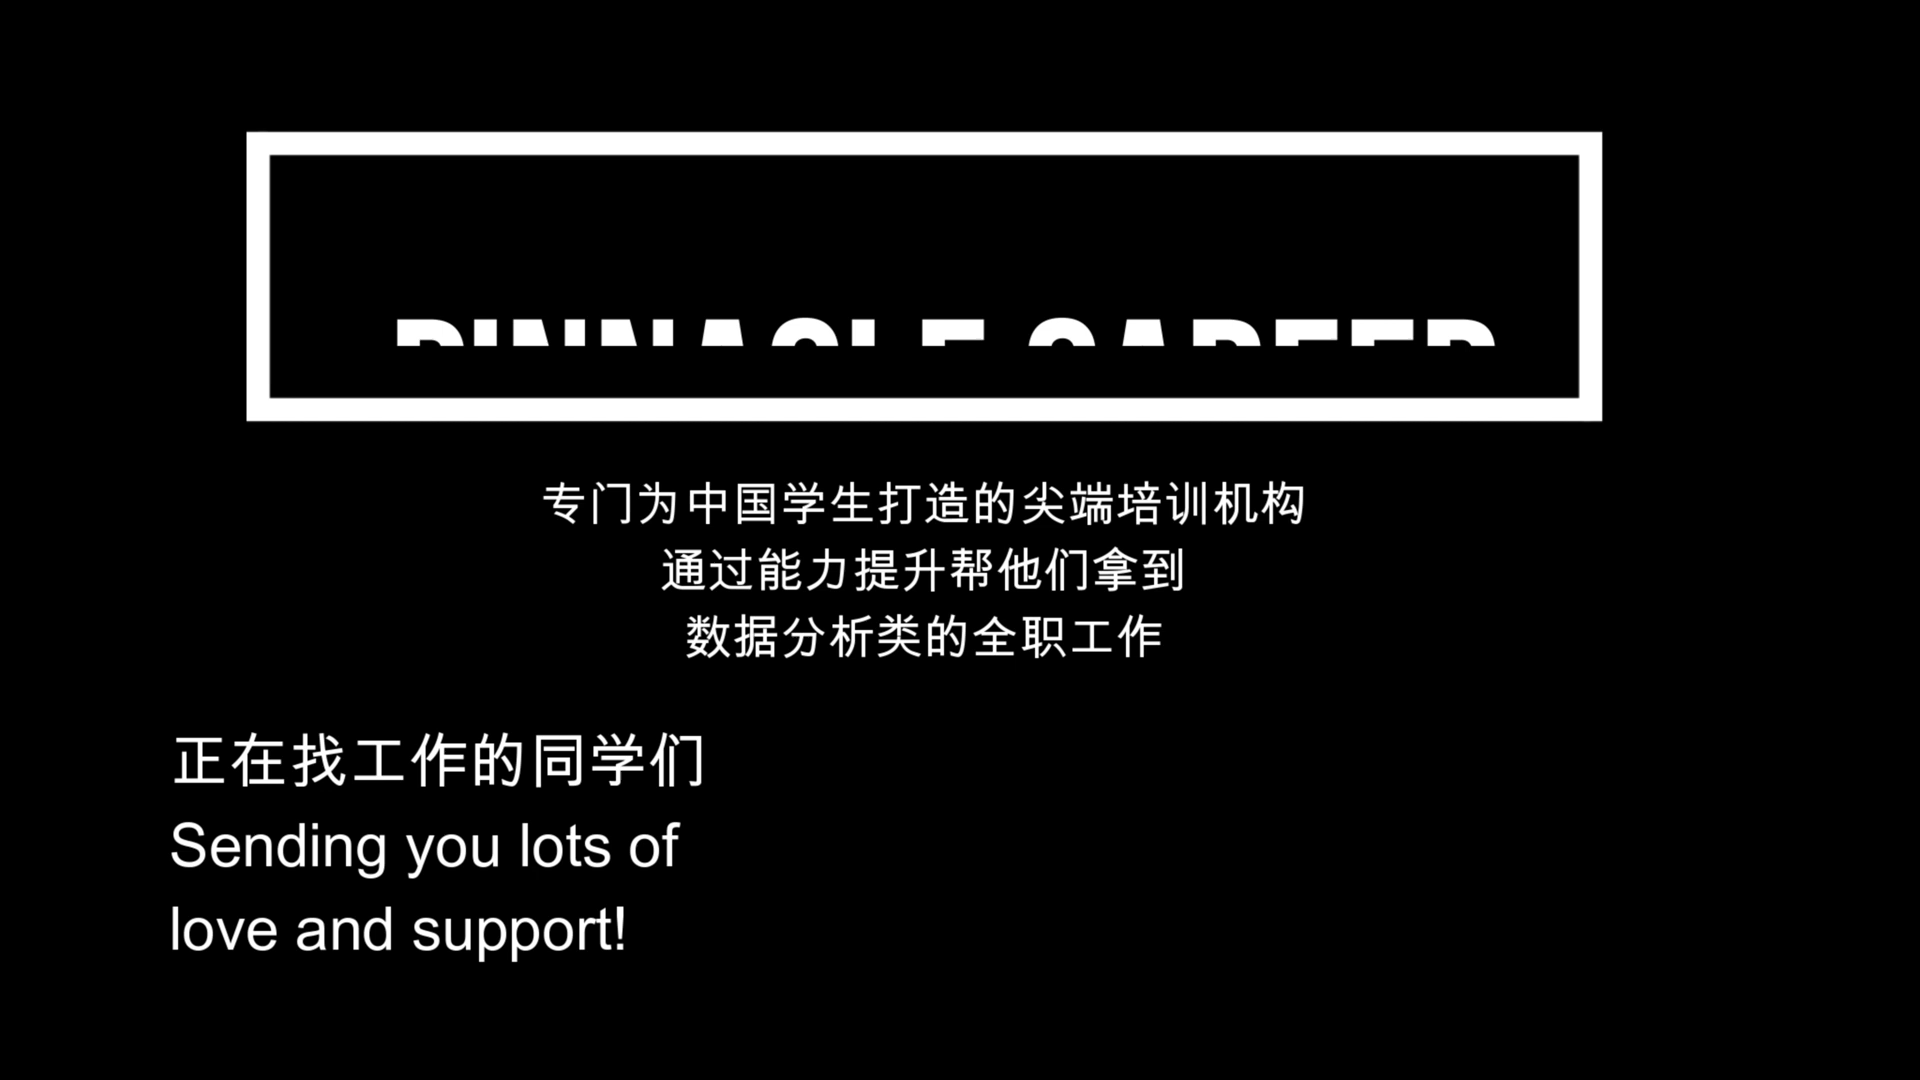 PINNACLE CAREER
专门为中国学生打造的尖端培训机构
通过能力提升帮他们拿到
数据分析类的全职工作
正在找工作的同学们
Sending you lots of
love and support!